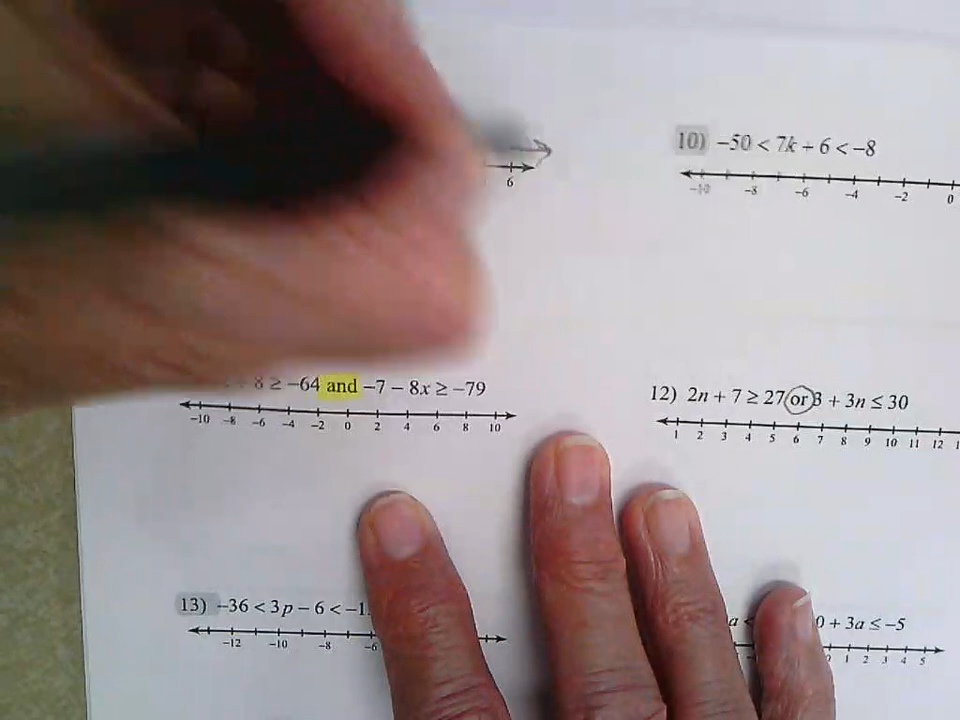 6
10) −50 < 7k + 6 < −8
−10 −8 −6 −4 −2 0
8 ≥ −64 and −7 − 8x ≥ −79
−10 −8 −6 −4 −2 0 2 4 6 8 10
12) 2n + 7 ≥ 27 or 3 + 3n ≤ 30
1 2 3 4 5 6 7 8 9 10 11 12
13) −36 < 3p − 6 < −1
−12 −10 −8 −6
a < 0 + 3a ≤ −5
0 1 2 3 4 5